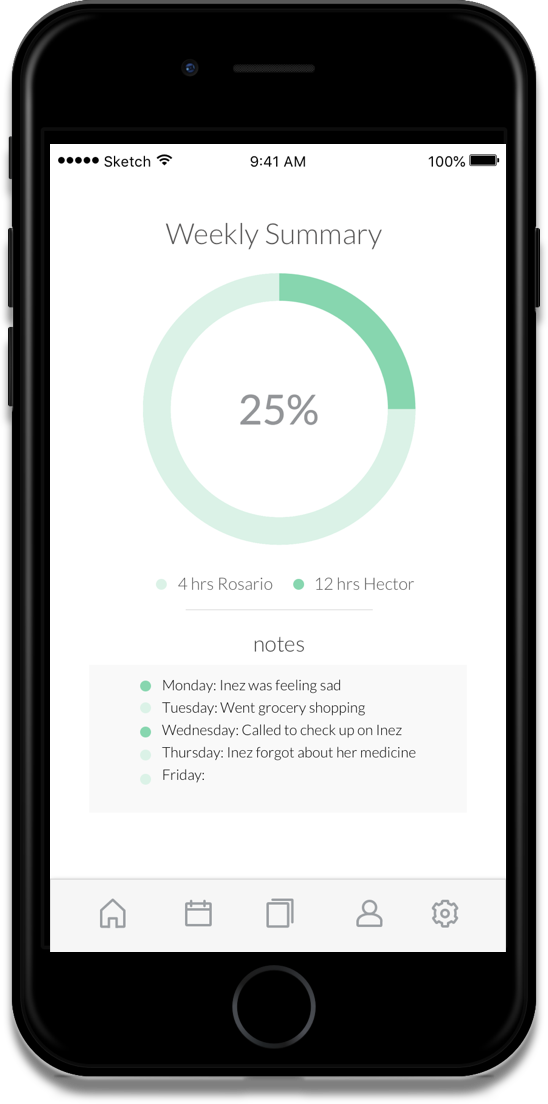 Sketch 9:41 AM 100%
Weekly Summary
25%
4 hrs Rosario 12 hrs Hector
notes
Monday: Inez was feeling sad
Tuesday: Went grocery shopping
Wednesday: Called to check up on Inez
Thursday: Inez forgot about her medicine
Friday: